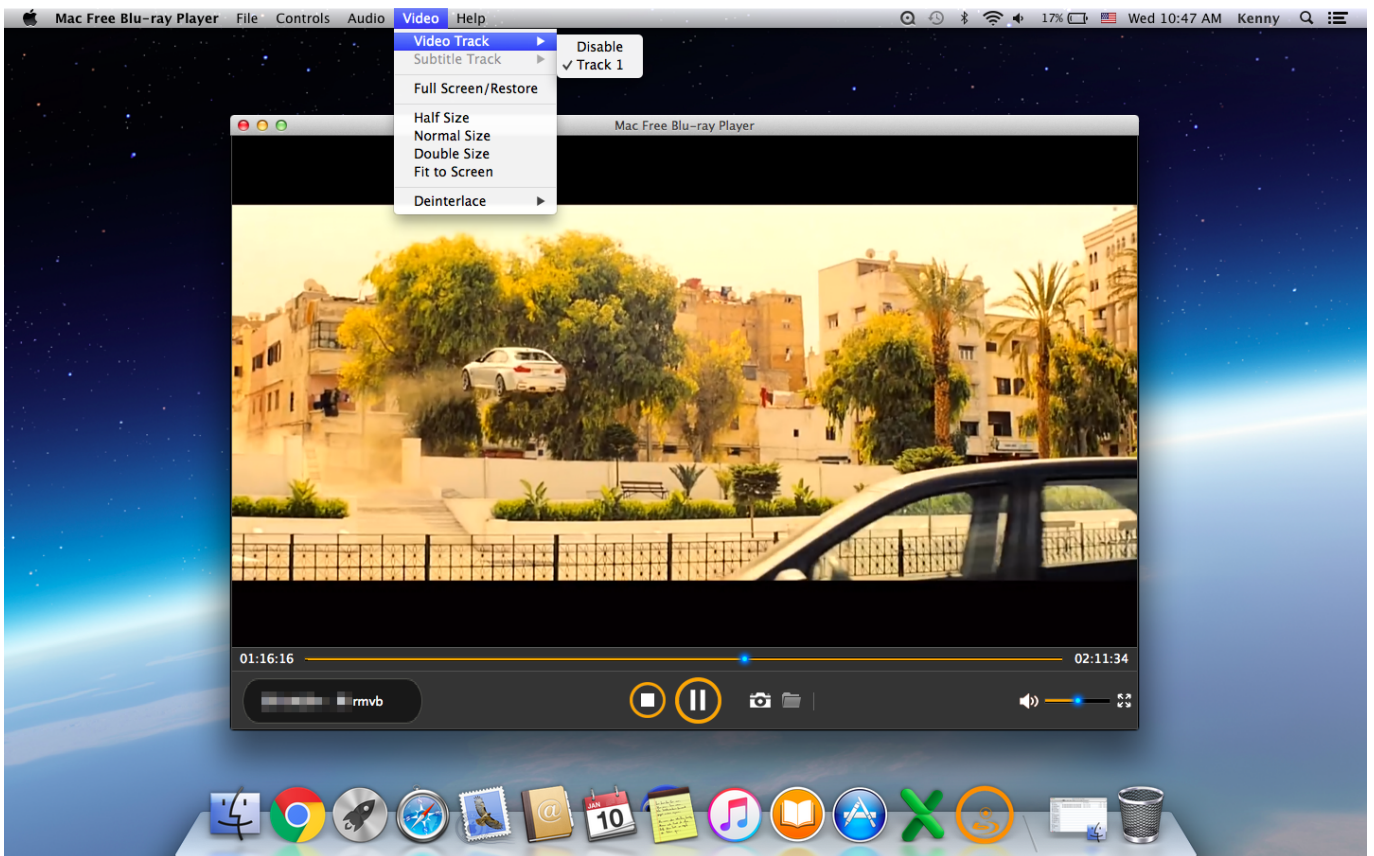 Mac Free Blu-ray Player File Controls Audio Video Help 17% Wed 10:47 AM Kenny
Video Track
Disable
Subtitle Track
✓ Track 1
Full Screen/Restore
Half Size
Normal Size
Double Size
Fit to Screen
Deinterlace
Mac Free Blu-ray Player
01:16:16 02:11:34
rmvb
@
JAN
10